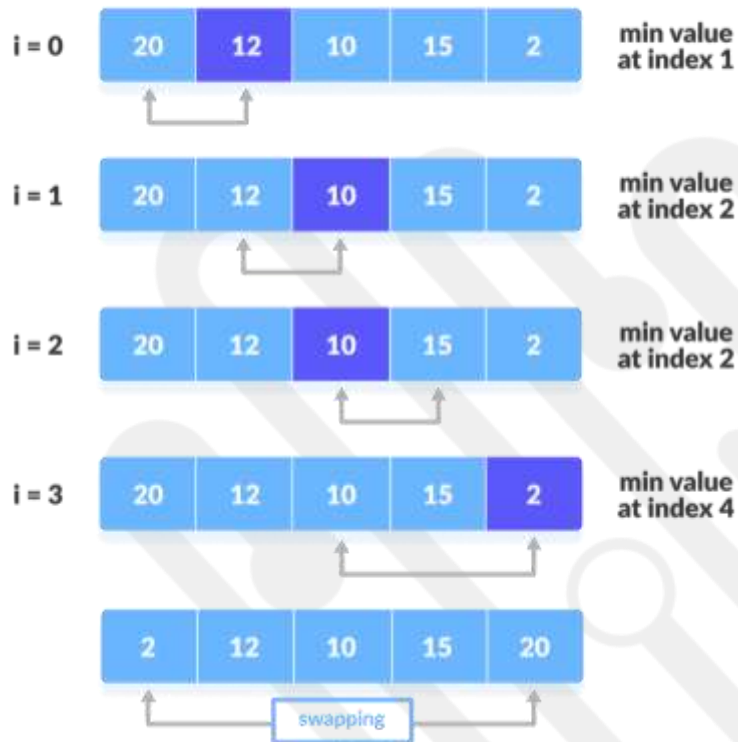 i = 0 20 12 10 15 2 min value
at index 1
i = 1 20 12 10 15 2 min value
at index 2
i = 2 20 12 10 15 2 min value
at index 2
i = 3 20 12 10 15 2 min value
at index 4
2 12 10 15 20
swapping